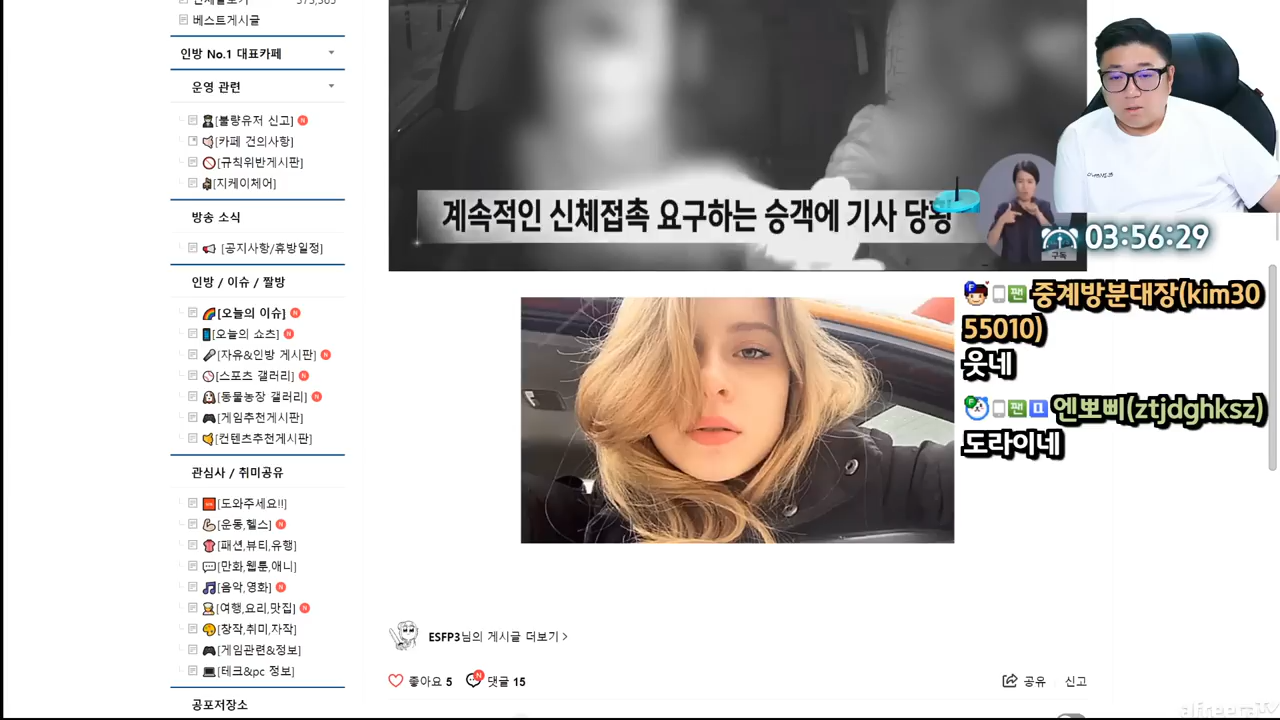 베스트게시글
인방 No.1 대표카페
운영 관련
[불량유저 신고] N
[카페 건의사항]
[규칙위반게시판]
[지케이체어]
방송 소식
[공지사항/휴방일정]
인방 / 이슈 / 짤방
[오늘의 이슈] N
[오늘의 쇼츠] N
[자유&인방 게시판] N
[스포츠 갤러리] N
[동물농장 갤러리] N
[게임추천게시판]
[컨텐츠추천게시판]
관심사 / 취미공유
[도와주세요!!]
[운동,헬스] N
[패션,뷰티,유행]
[만화,웹툰,애니]
[음악,영화] N
[여행,요리,맛집] N
[창작,취미,자작]
[게임관련&정보]
[테크&pc 정보]
공포저장소
계속적인 신체접촉 요구하는 승객에 기사 당황
구독
03:56:29
F 팬 중계방분대장(kim30
55010)
웃네
F 팬 엔뽀삐(ztjdghksz)
도라이네
ESFP3님의 게시글 더보기 >
좋아요 5 N 댓글 15
공유 신고
afreecaTV